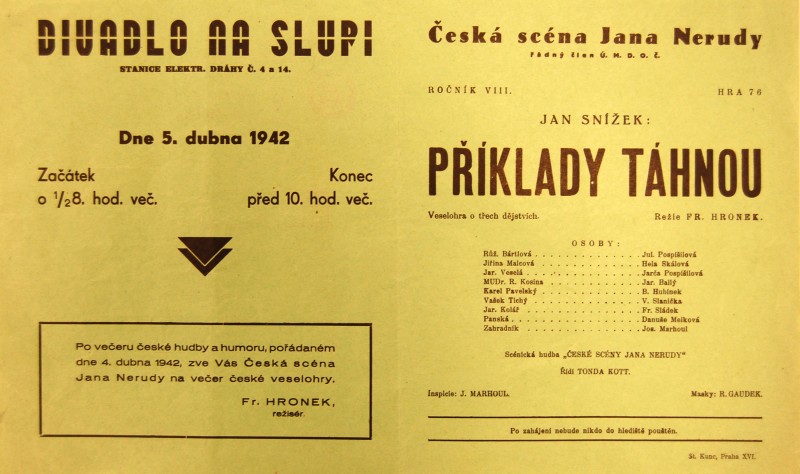 DIVADLO NA SLUPI
STANICE ELEKTR. DRÁHY Č. 4 a 14.
Dne 5. dubna 1942
Začátek
o 1/28. hod. več.
Konec
před 10. hod. več.
Po večeru české hudby a humoru, pořádaném
dne 4. dubna 1942, zve Vás Česká scéna
Jana Nerudy na večer české veselohry.
Fr. HRONEK,
režisér.
Česká scéna Jana Nerudy
řádný člen Ú. M. D. O. Č.
ROČNÍK VIII.
HRA 76
JAN SNÍŽEK:
PŘÍKLADY TÁHNOU
Veselohra o třech dějstvích.
Režie FR. HRONEK.
OSOBY:
Růž. Bártlová . . . . . . . . . . . . . Jul. Pospíšilová
Jiřina Malcová . . . . . . . . . . . . . Hela Skálová
Jar. Veselá . . . . . . . . . . . . . Jarča Pospíšilová
MUDr. R. Kosina . . . . . . . . . . . . . Jar. Ballý
Karel Pavelský . . . . . . . . . . . . . B. Hubínek
Vašek Tichý . . . . . . . . . . . . . V. Slanička
Jar. Kolář . . . . . . . . . . . . . Fr. Sládek
Panská . . . . . . . . . . . . . Danuše Melková
Zahradník . . . . . . . . . . . . . Jos. Marhoul
Scénická hudba „ČESKÉ SCÉNY JANA NERUDY"
Řídí TONDA KOTT.
Inspicie: J. MARHOUL.
Masky: R. GAUDEK.
Po zahájení nebude nikdo do hlediště pouštěn.
St. Kunc, Praha XVI.